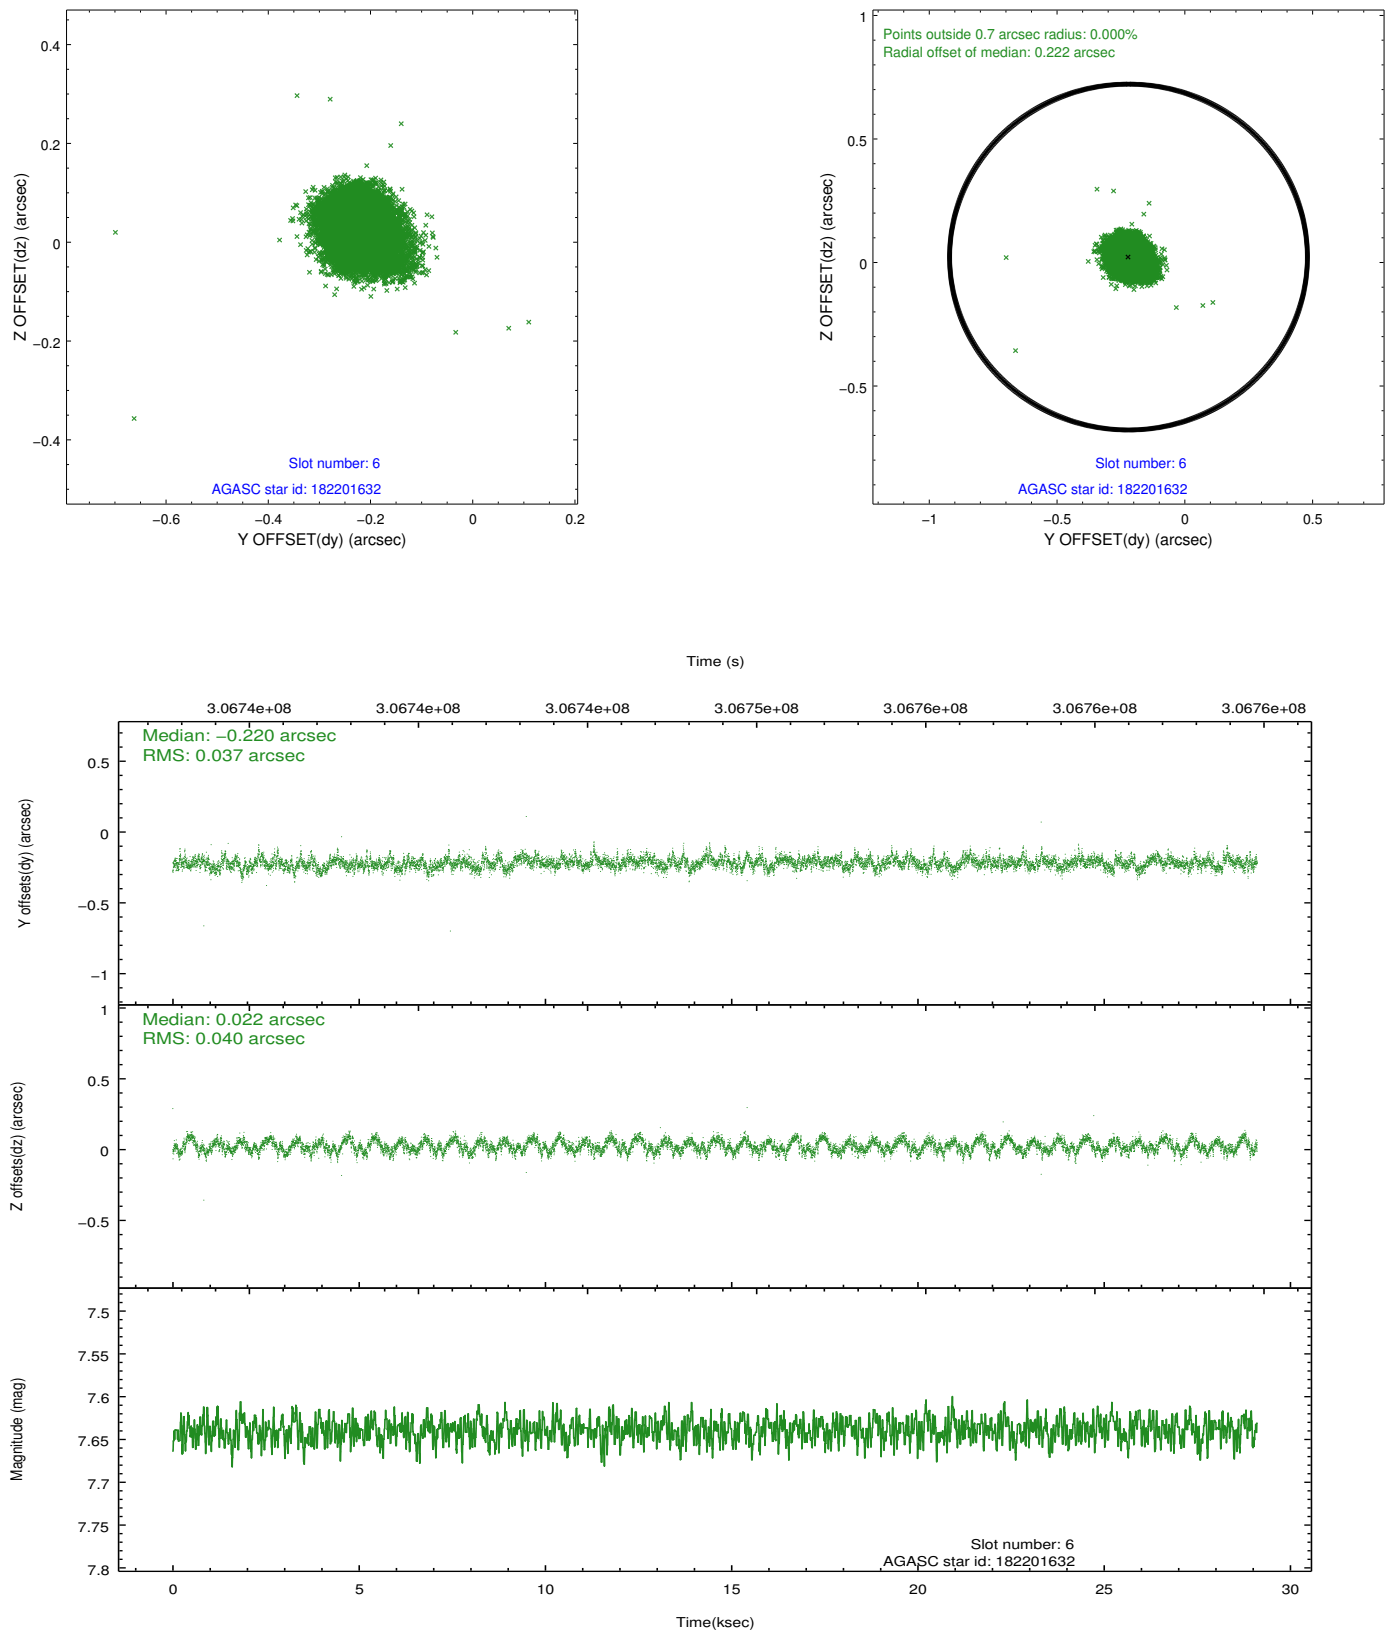 0.4
0.2
0
−0.2
−0.4
Z OFFSET(dz) (arcsec)
Slot number: 6
AGASC star id: 182201632
−0.6
−0.4
−0.2
0
0.2
Y OFFSET(dy) (arcsec)
Points outside 0.7 arcsec radius: 0.000%
Radial offset of median: 0.222 arcsec
1
0.5
0
−0.5
Z OFFSET(dz) (arcsec)
Slot number: 6
AGASC star id: 182201632
−1
−0.5
0
0.5
Y OFFSET(dy) (arcsec)
Time (s)
3.0674e+08
3.0674e+08
3.0674e+08
3.0675e+08
3.0676e+08
3.0676e+08
3.0676e+08
Median: −0.220 arcsec
RMS: 0.037 arcsec
0.5
0
−0.5
−1
Y offsets(dy) (arcsec)
Median: 0.022 arcsec
RMS: 0.040 arcsec
1
0.5
0
−0.5
Z offsets(dz) (arcsec)
7.5
7.55
7.6
7.65
7.7
7.75
7.8
Magnitude (mag)
Slot number: 6
AGASC star id: 182201632
0
5
10
15
20
25
30
Time(ksec)